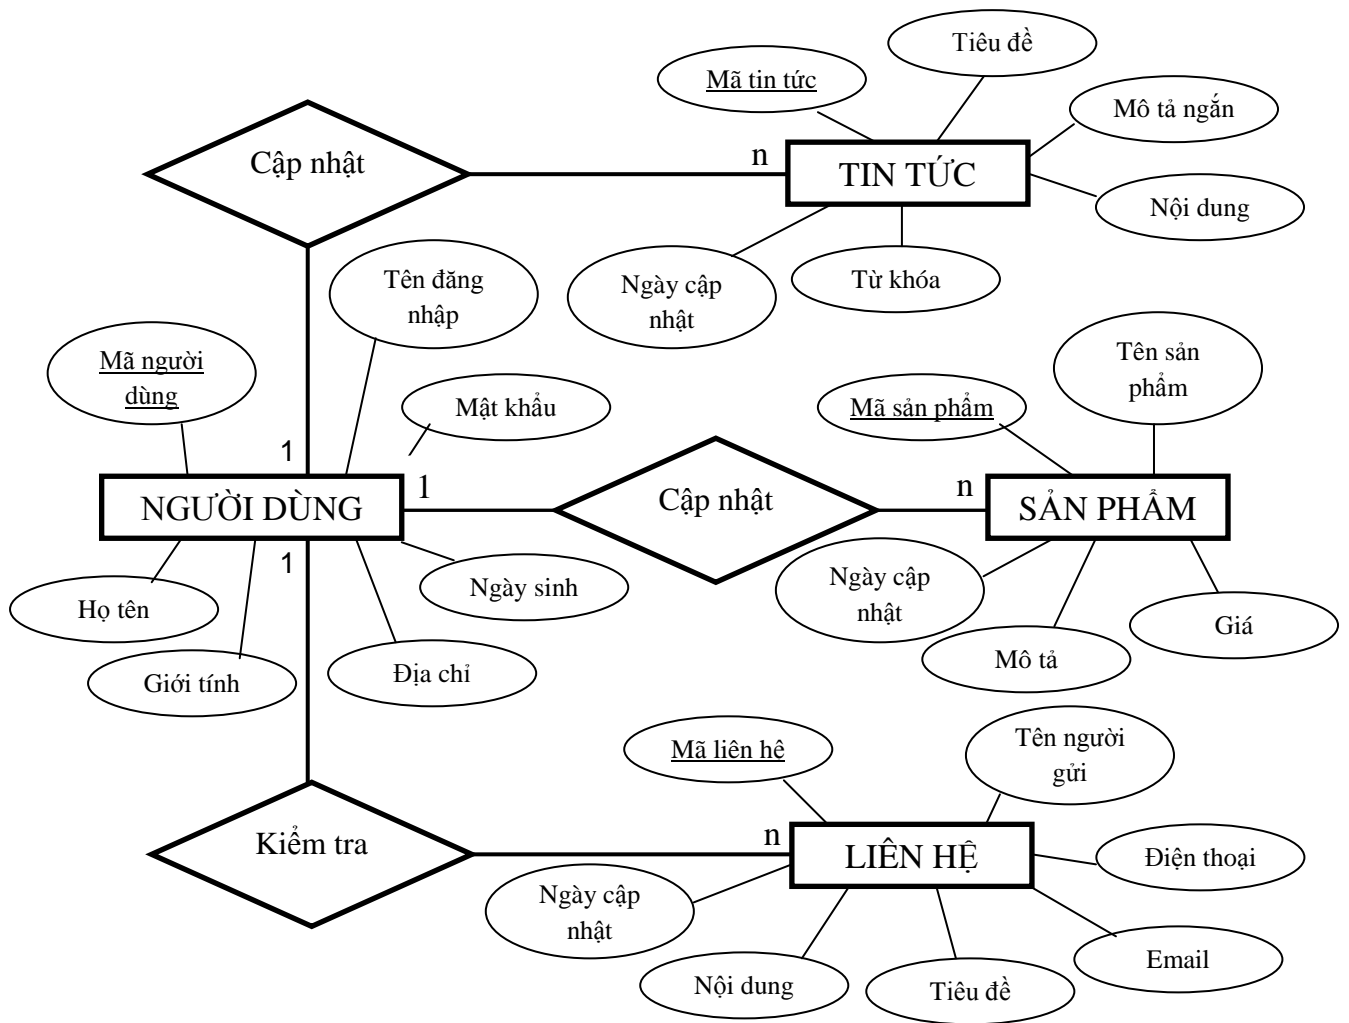 Tiêu đề
Mã tin tức
Mô tả ngắn
Cập nhật
n
TIN TỨC
Nội dung
Tên đăng
nhập
Ngày cập
nhật
Từ khóa
Mã người
dùng
Tên sản
phẩm
Mật khẩu
Mã sản phẩm
1
NGƯỜI DÙNG
1
Cập nhật
n
SẢN PHẨM
1
Họ tên
Ngày sinh
Ngày cập
nhật
Giá
Giới tính
Địa chỉ
Mô tả
Mã liên hê
Tên người
gửi
Kiểm tra
n
LIÊN HỆ
Điện thoại
Ngày cập
nhật
Email
Nội dung
Tiêu đề